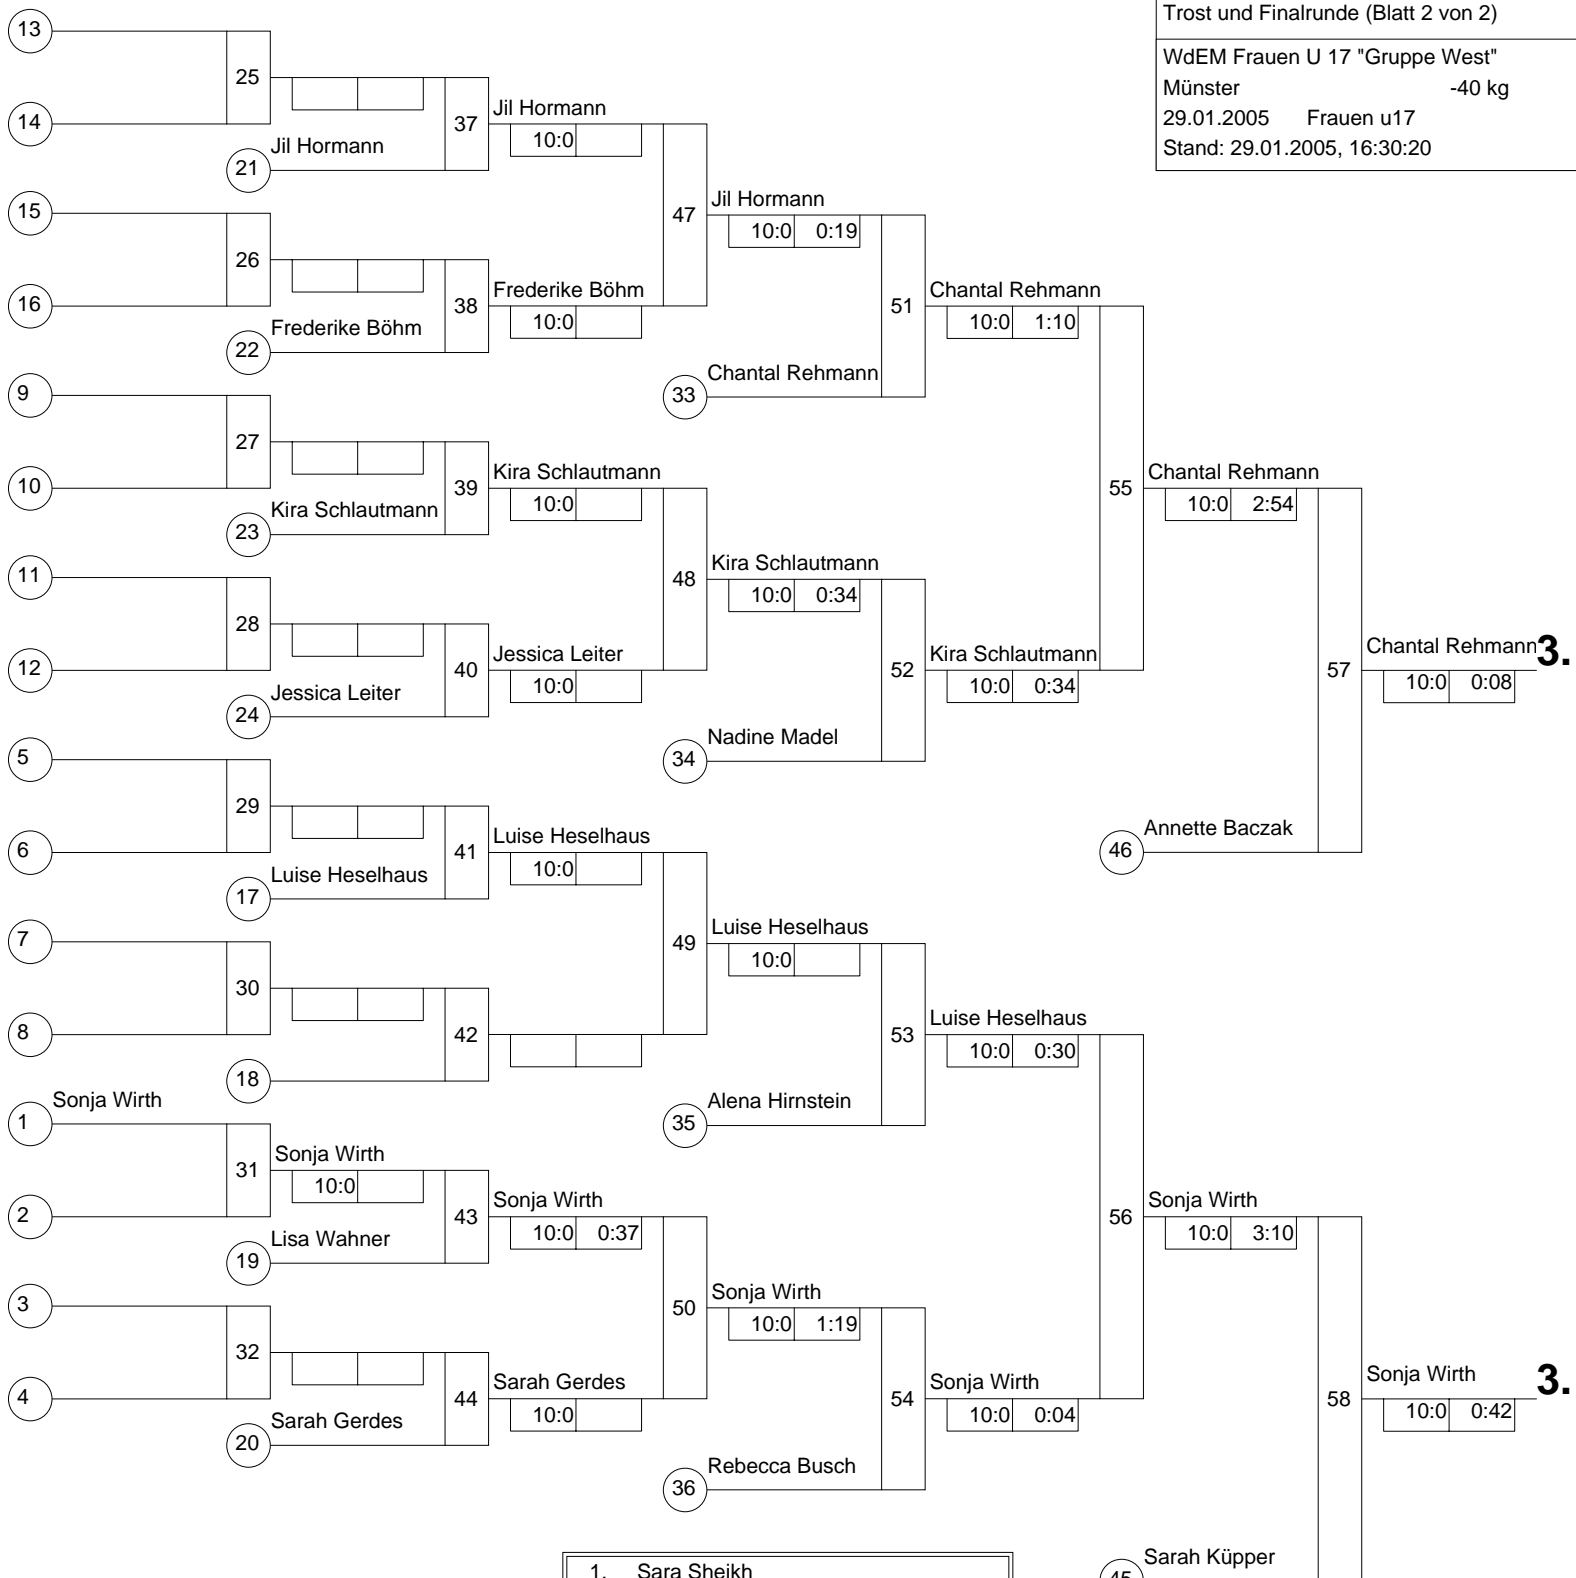 Trost und Finalrunde (Blatt 2 von 2)
WdEM Frauen U 17 "Gruppe West"
Münster -40 kg
29.01.2005 Frauen u17
Stand: 29.01.2005, 16:30:20
13
25
14
37
Jil Hormann
10:0
Jil Hormann
21
15
47
Jil Hormann
10:0 0:19
26
16
38
Frederike Böhm
10:0
Frederike Böhm
22
51
Chantal Rehmann
10:0 1:10
Chantal Rehmann
33
9
27
10
39
Kira Schlautmann
10:0
Kira Schlautmann
23
55
Chantal Rehmann
10:0 2:54
11
48
Kira Schlautmann
10:0 0:34
28
12
40
Jessica Leiter
10:0
Jessica Leiter
24
52
Kira Schlautmann
10:0 0:34
57
Chantal Rehmann 3.
10:0 0:08
Nadine Madel
34
5
29
6
41
Luise Heselhaus
10:0
Luise Heselhaus
17
Annette Baczak
46
7
49
Luise Heselhaus
10:0
30
8
42
18
53
Luise Heselhaus
10:0 0:30
Alena Hirnstein
35
Sonja Wirth
1
31
Sonja Wirth
10:0
2
43
Sonja Wirth
10:0 0:37
Lisa Wahner
19
56
Sonja Wirth
10:0 3:10
3
50
Sonja Wirth
10:0 1:19
32
4
44
Sarah Gerdes
10:0
Sarah Gerdes
20
54
Sonja Wirth
10:0 0:04
58
Sonja Wirth 3.
10:0 0:42
Rebecca Busch
36
Sarah Küpper
45
1. Sara Sheikh